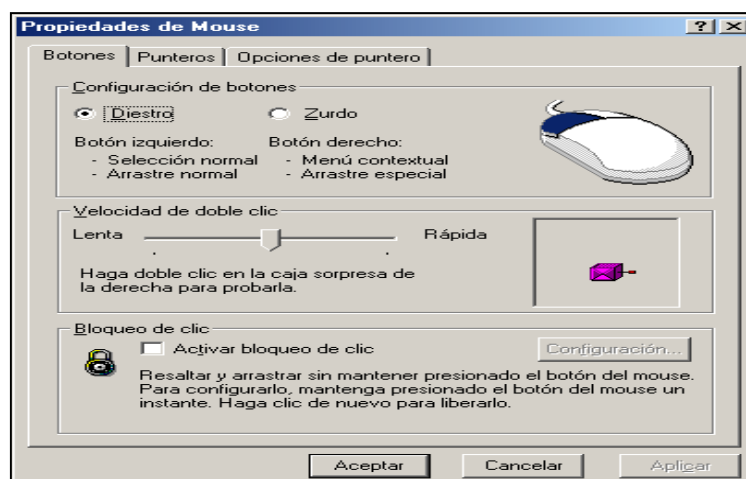 Propiedades de Mouse
Botones Punteros Opciones de puntero
Configuración de botones
Diestro Zurdo
Botón izquierdo: Botón derecho:
- Selección normal - Menú contextual
- Arrastre normal - Arrastre especial
Velocidad de doble clic
Lenta Rápida
Haga doble clic en la caja sorpresa de
la derecha para probarla.
Bloqueo de clic
Activar bloqueo de clic Configuración...
Resaltar y arrastrar sin mantener presionado el botón del mouse.
Para configurarlo, mantenga presionado el botón del mouse un
instante. Haga clic de nuevo para liberarlo.
Aceptar Cancelar Aplicar